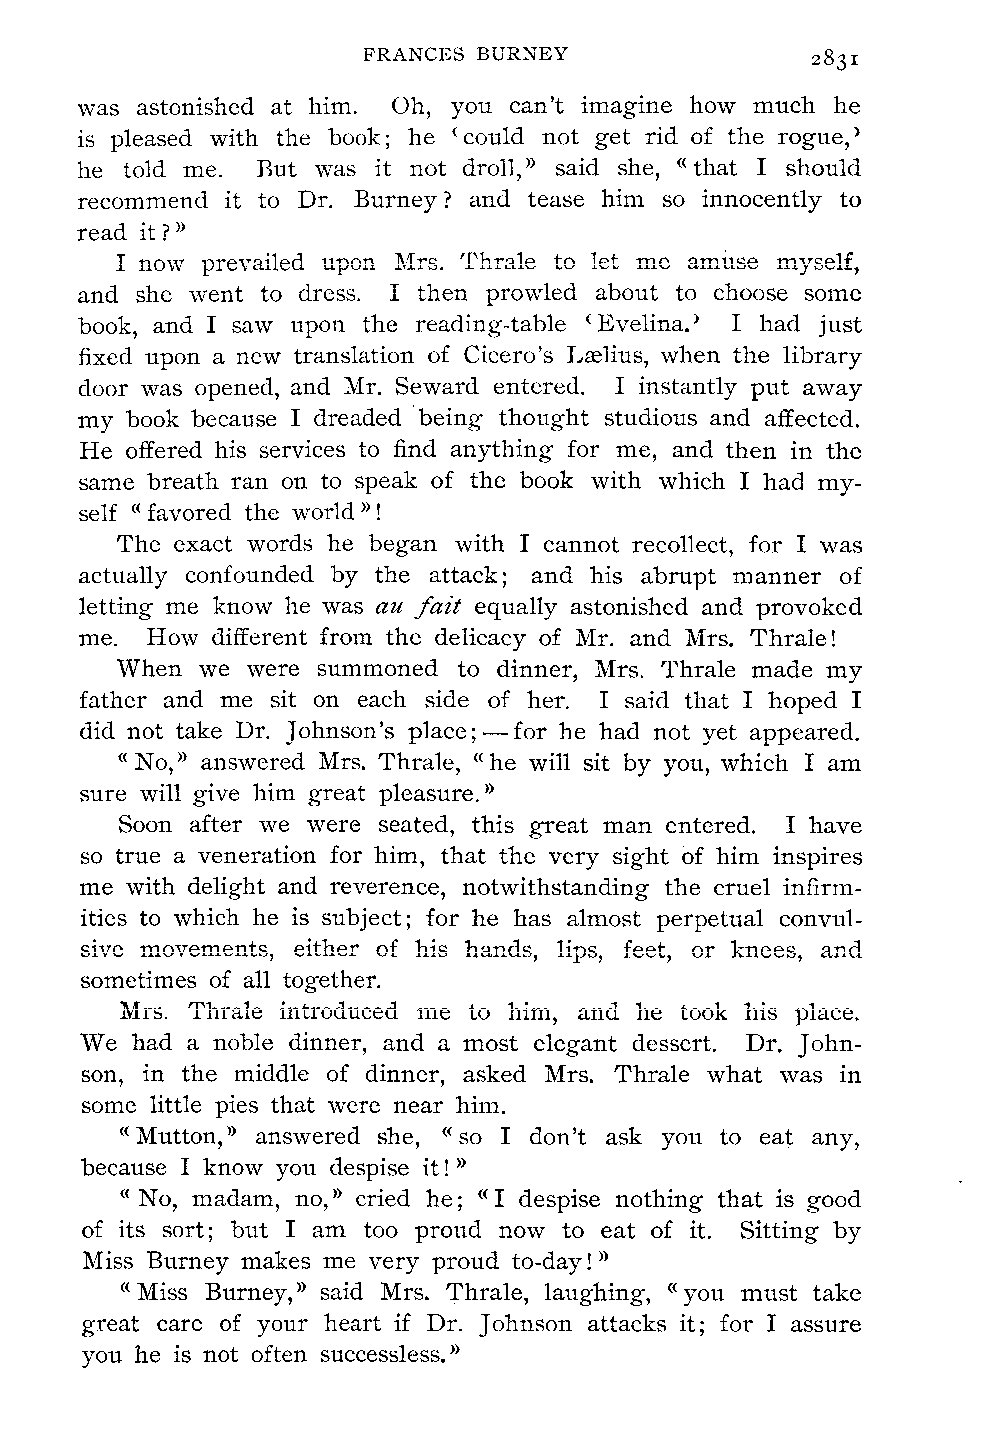 FRANCES BURNEY 2831
was astonished at him. Oh, you can't imagine how much he
is pleased with the book; he ‘could not get rid of the rogue,’
he told me. But was it not droll,” said she, “that I should
recommend it to Dr. Burney? and tease him so innocently to
read it?”
I now prevailed upon Mrs. Thrale to let me amuse myself,
and she went to dress. I then prowled about to choose some
book, and I saw upon the reading-table ‘Evelina.’ I had just
fixed upon a new translation of Cicero's Lælius, when the library
door was opened, and Mr. Seward entered. I instantly put away
my book because I dreaded being thought studious and affected.
He offered his services to find anything for me, and then in the
same breath ran on to speak of the book with which I had my-
self “favored the world”!
The exact words he began with I cannot recollect, for I was
actually confounded by the attack; and his abrupt manner of
letting me know he was au fait equally astonished and provoked
me. How different from the delicacy of Mr. and Mrs. Thrale!
When we were summoned to dinner, Mrs. Thrale made my
father and me sit on each side of her. I said that I hoped I
did not take Dr. Johnson's place;—for he had not yet appeared.
“No,” answered Mrs. Thrale, “he will sit by you, which I am
sure will give him great pleasure.”
Soon after we were seated, this great man entered. I have
so true a veneration for him, that the very sight of him inspires
me with delight and reverence, notwithstanding the cruel infirm-
ities to which he is subject; for he has almost perpetual convul-
sive movements, either of his hands, lips, feet, or knees, and
sometimes of all together.
Mrs. Thrale introduced me to him, and he took his place.
We had a noble dinner, and a most elegant dessert. Dr. John-
son, in the middle of dinner, asked Mrs. Thrale what was in
some little pies that were near him.
“Mutton,” answered she, “so I don't ask you to eat any,
because I know you despise it!”
“No, madam, no,” cried he; “I despise nothing that is good
of its sort; but I am too proud now to eat of it. Sitting by
Miss Burney makes me very proud to-day!”
“Miss Burney,” said Mrs. Thrale, laughing, “you must take
great care of your heart if Dr. Johnson attacks it; for I assure
you he is not often successless.”